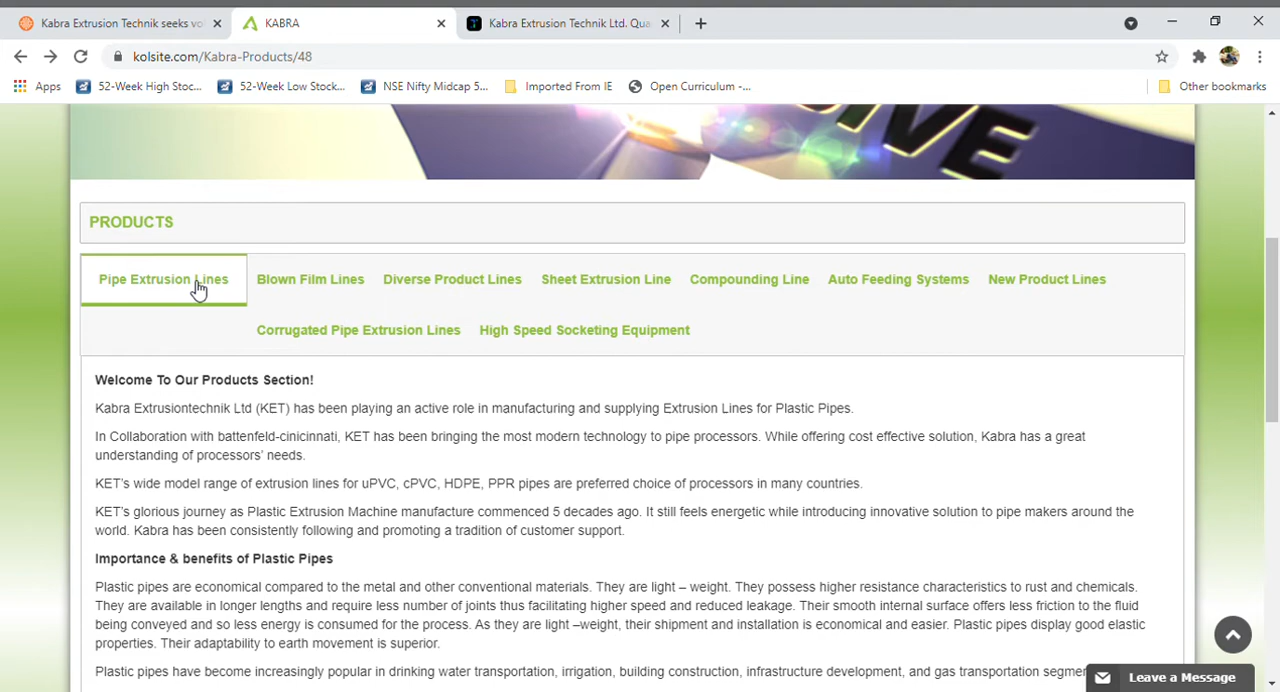 Kabra Extrusion Technik seeks vo
KABRA
Kabra Extrusion Technik Ltd. Qua
kolsite.com/Kabra-Products/48
Apps
52-Week High Stoc...
52-Week Low Stock...
NSE Nifty Midcap 5...
Imported From IE
Open Curriculum -...
Other bookmarks
IVE
PRODUCTS
Pipe Extrusion Lines
Blown Film Lines
Diverse Product Lines
Sheet Extrusion Line
Compounding Line
Auto Feeding Systems
New Product Lines
Corrugated Pipe Extrusion Lines
High Speed Socketing Equipment
Welcome To Our Products Section!
Kabra Extrusiontechnik Ltd (KET) has been playing an active role in manufacturing and supplying Extrusion Lines for Plastic Pipes.
In Collaboration with battenfeld-cinicinnati, KET has been bringing the most modern technology to pipe processors. While offering cost effective solution, Kabra has a great
understanding of processors' needs.
KET's wide model range of extrusion lines for uPVC, cPVC, HDPE, PPR pipes are preferred choice of processors in many countries.
KET's glorious journey as Plastic Extrusion Machine manufacture commenced 5 decades ago. It still feels energetic while introducing innovative solution to pipe makers around the
world. Kabra has been consistently following and promoting a tradition of customer support.
Importance & benefits of Plastic Pipes
Plastic pipes are economical compared to the metal and other conventional materials. They are light – weight. They possess higher resistance characteristics to rust and chemicals.
They are available in longer lengths and require less number of joints thus facilitating higher speed and reduced leakage. Their smooth internal surface offers less friction to the fluid
being conveyed and so less energy is consumed for the process. As they are light –weight, their shipment and installation is economical and easier. Plastic pipes display good elastic
properties. Their adaptability to earth movement is superior.
Plastic pipes have become increasingly popular in drinking water transportation, irrigation, building construction, infrastructure development, and gas transportation segmen
Leave a Message